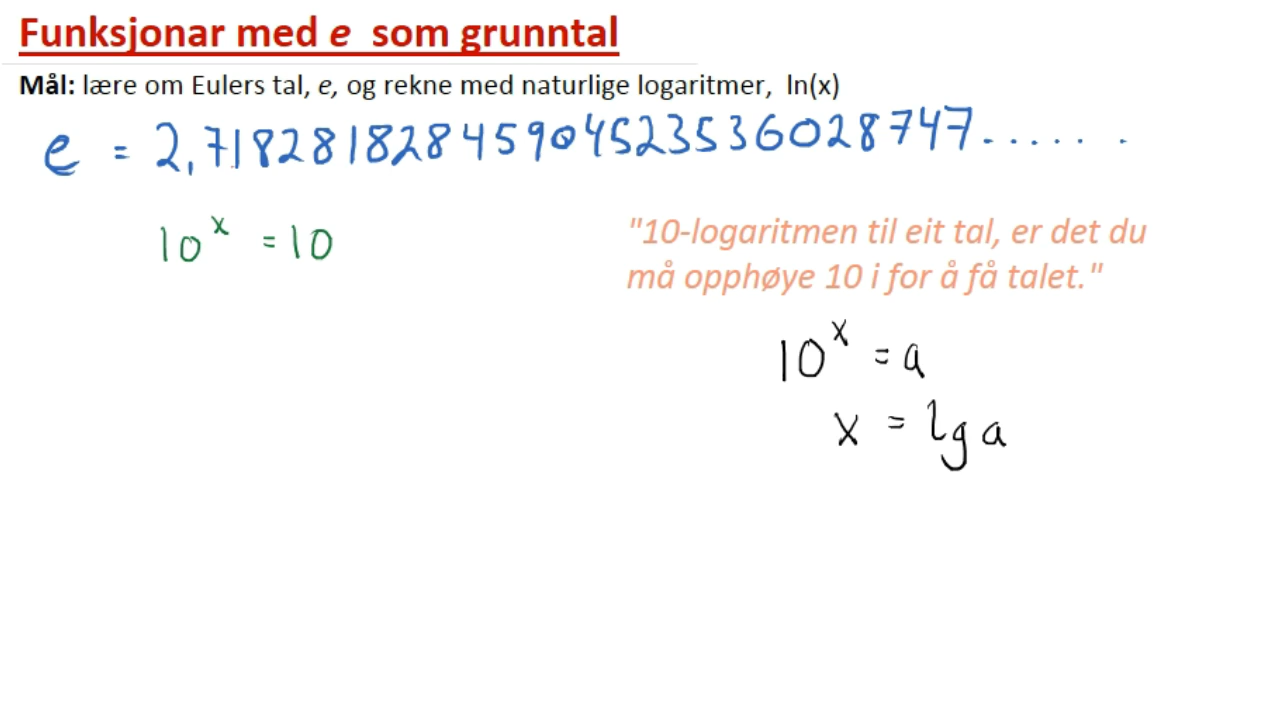 Funksjonar med e som grunntal
Mål: lære om Eulers tal, e, og rekne med naturlige logaritmer, ln(x)
e = 2,71828182845904523536028747......
10^x = 10
"10-logaritmen til eit tal, er det du
må opphøye 10 i for å få talet."
10^x = a
x = lg a